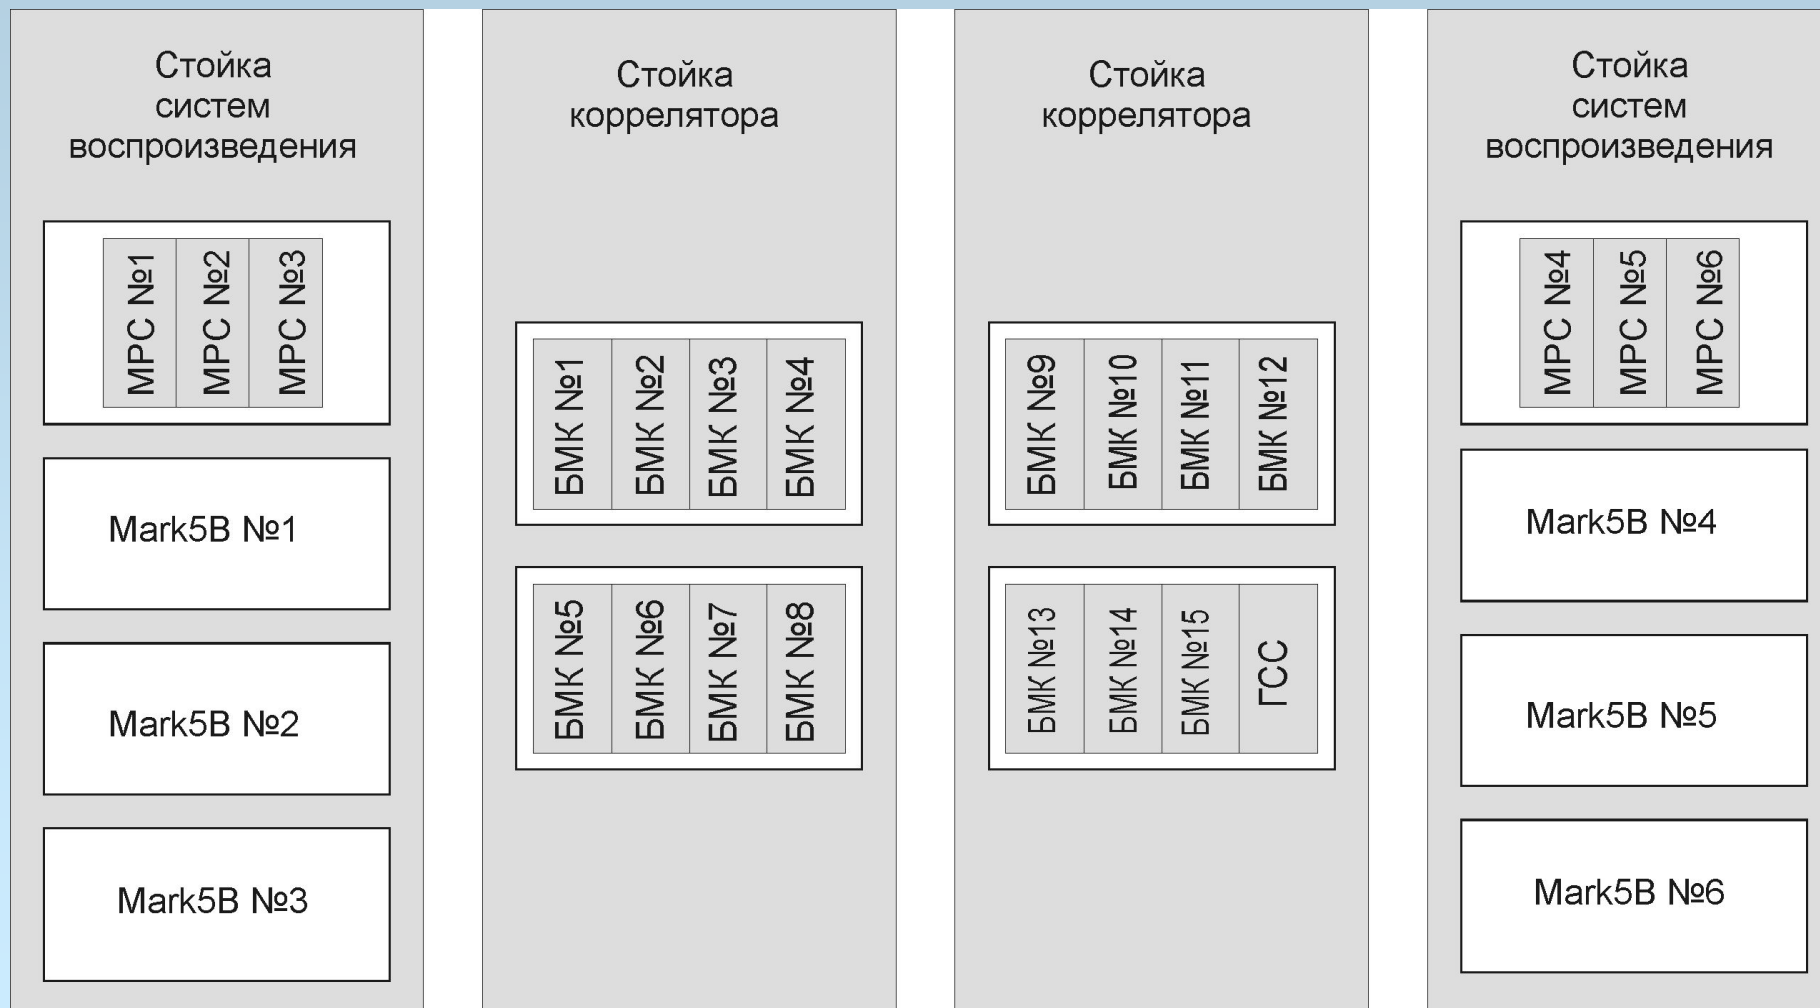 Стойка
систем
воспроизведения
МРС №1
МРС №2
МРС №3
Mark5B №1
Mark5B №2
Mark5B №3
Стойка
коррелятора
БМК №1
БМК №2
БМК №3
БМК №4
БМК №5
БМК №6
БМК №7
БМК №8
Стойка
коррелятора
БМК №9
БМК №10
БМК №11
БМК №12
БМК №13
БМК №14
БМК №15
ГСС
Стойка
систем
воспроизведения
МРС №4
МРС №5
МРС №6
Mark5B №4
Mark5B №5
Mark5B №6